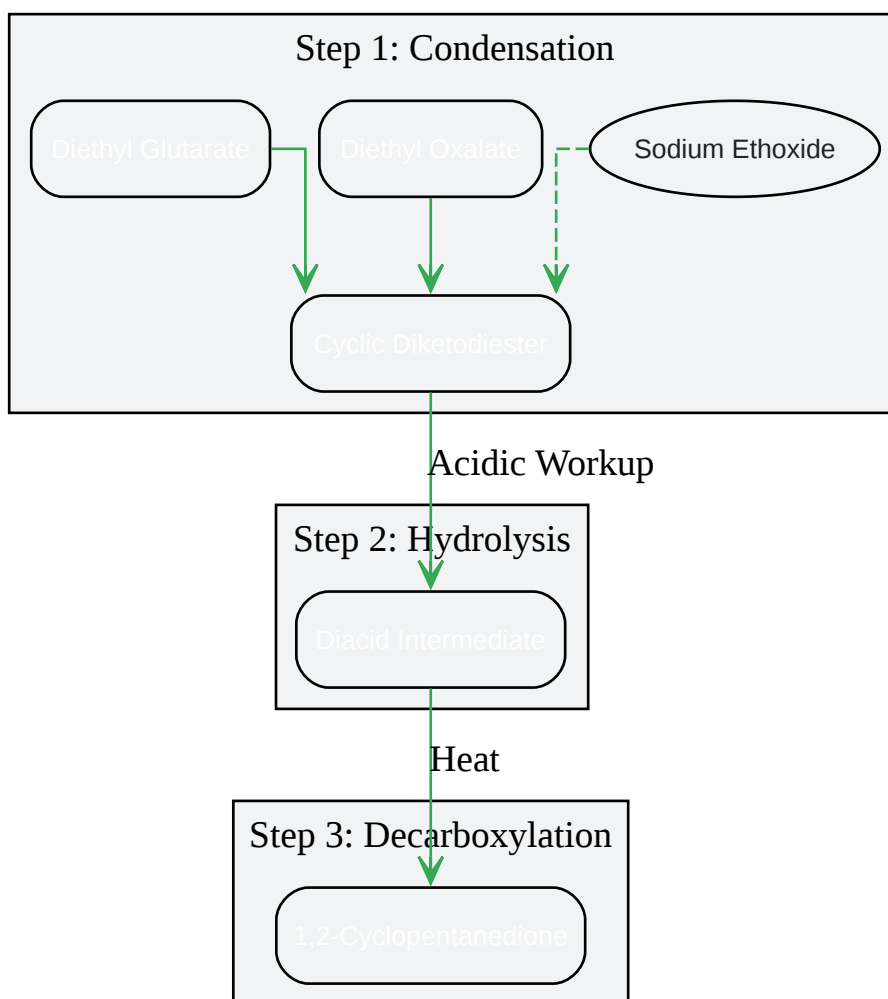 Step 1: Condensation
Diethyl Glutarate
Diethyl Oxalate
Sodium Ethoxide
Cyclic Diketodiester
Acidic Workup
Step 2: Hydrolysis
Diacid Intermediate
Heat
Step 3: Decarboxylation
1,2-Cyclopentanedione